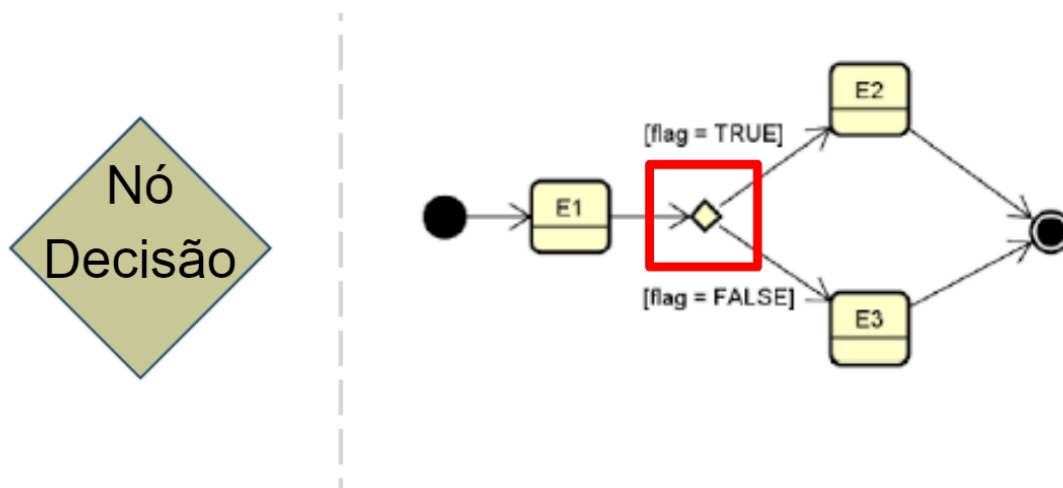 Nó
Decisão
E1
[flag = TRUE]
[flag = FALSE]
E2
E3